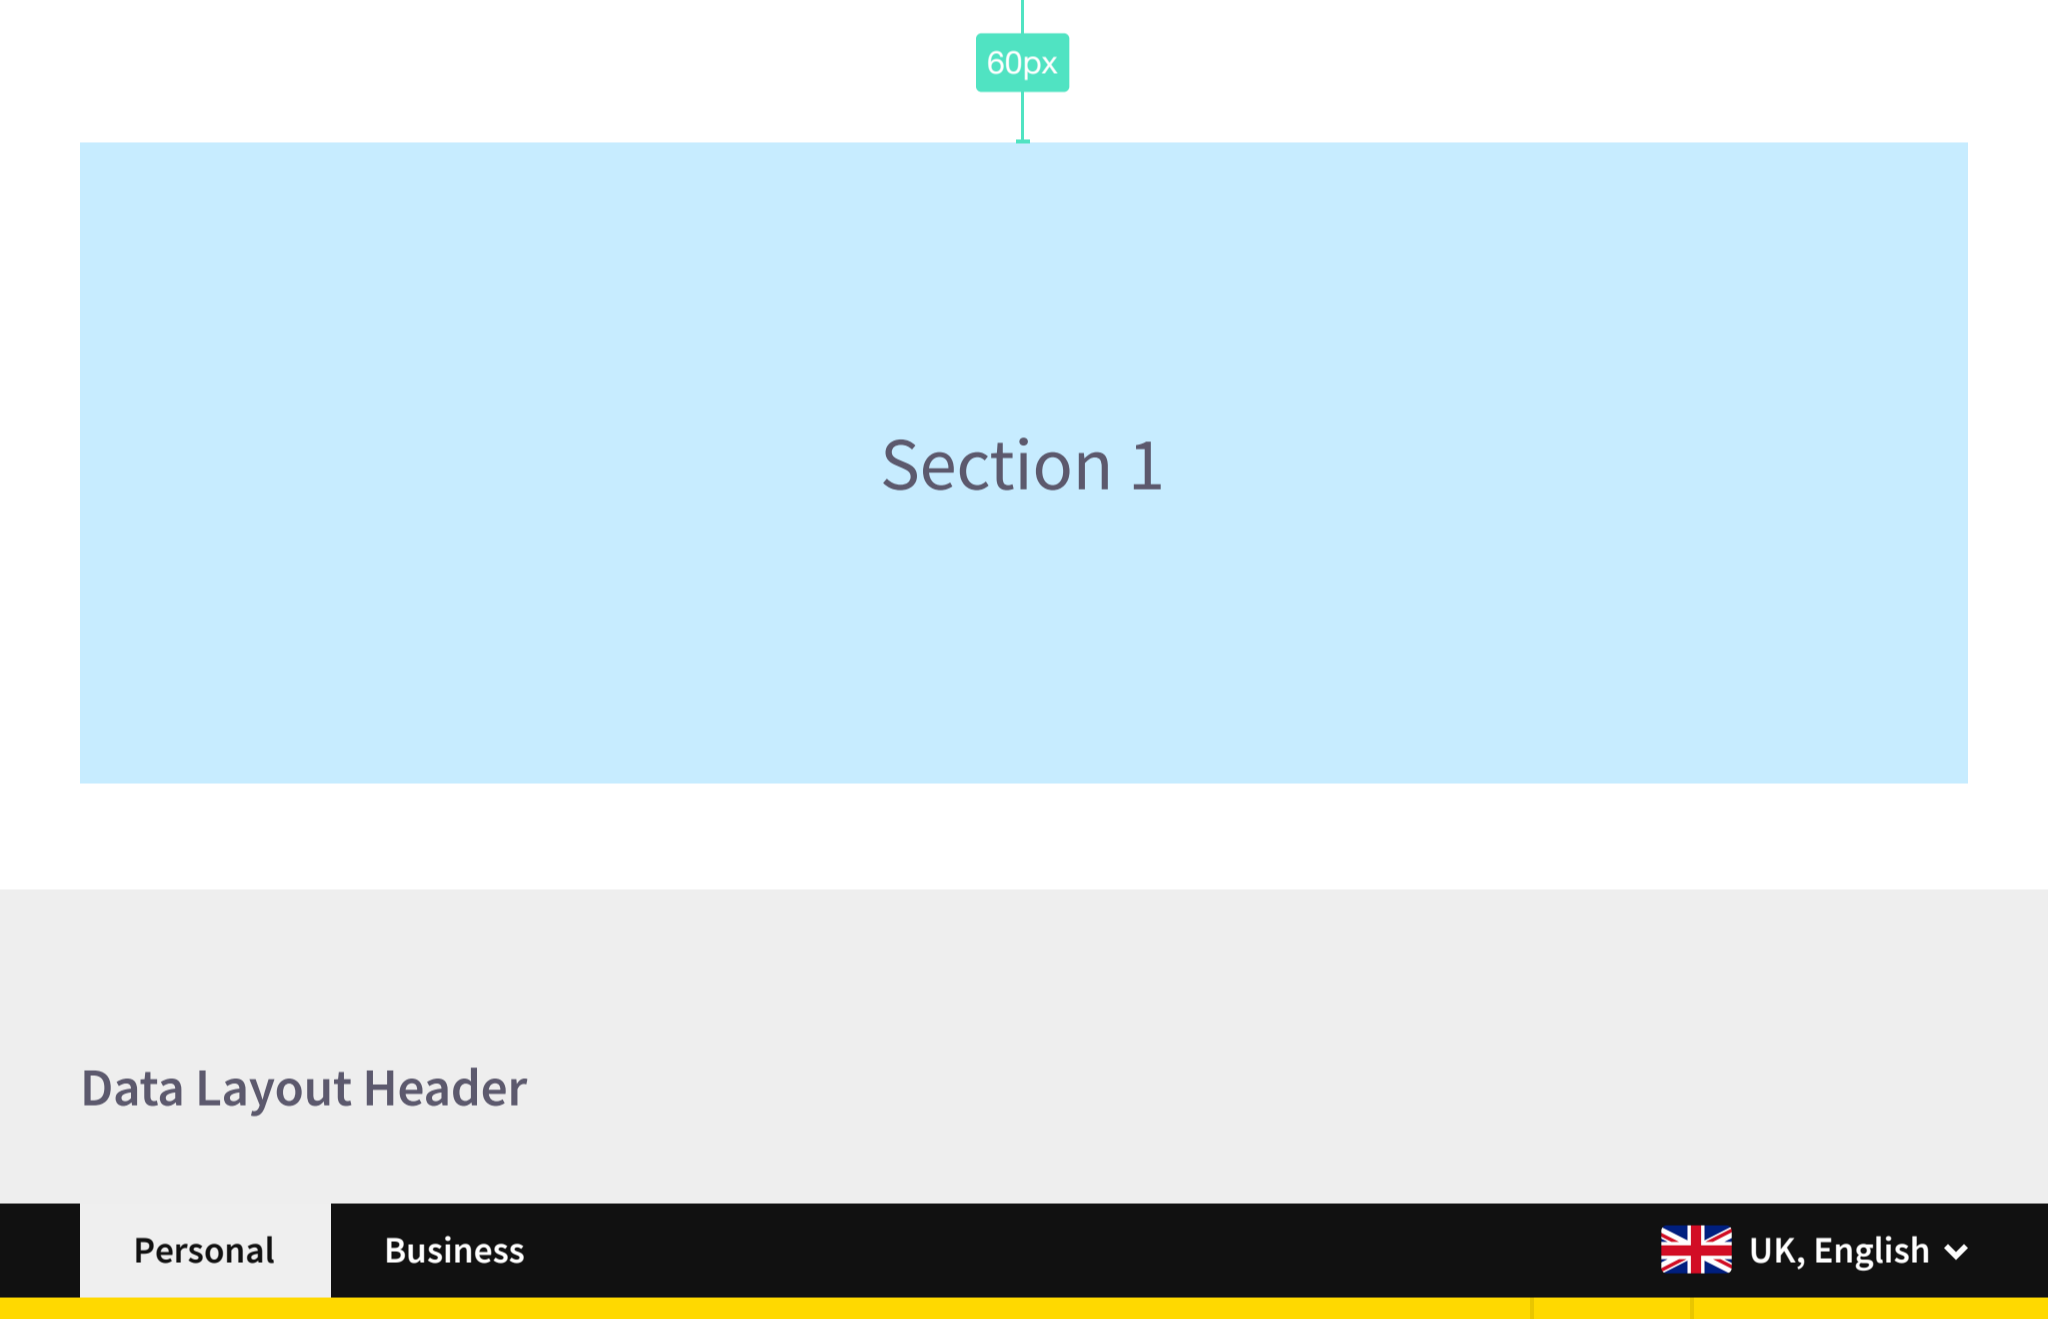 60px
Section 1
Data Layout Header
Personal
Business
UK, English